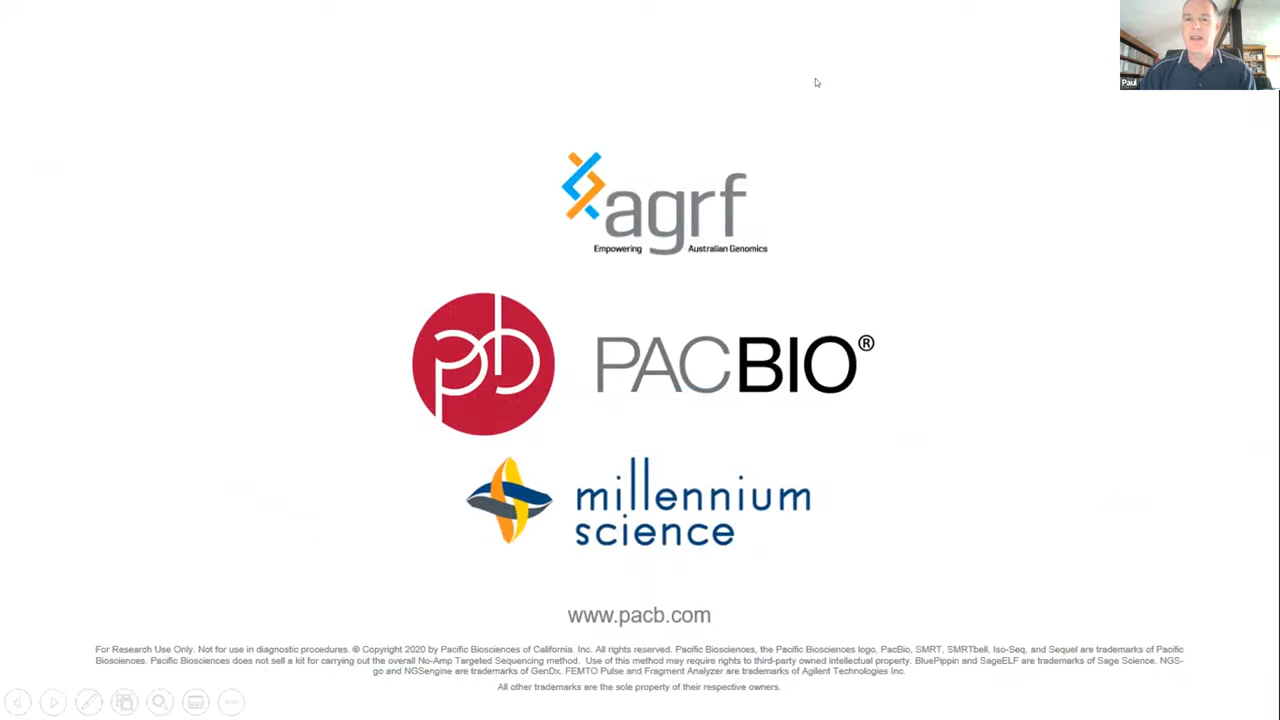 Paul
agrf
Empowering Australian Genomics
pb
PACBIO®
millennium
science
www.pacb.com
For Research Use Only. Not for use in diagnostic procedures. © Copyright 2020 by Pacific Biosciences of California. Inc. All rights reserved. Pacific Biosciences, the Pacific Biosciences logo, PacBio, SMRT, SMRTbell, Iso-Seq, and Sequel are trademarks of Pacific
Biosciences. Pacific Biosciences does not sell a kit for carrying out the overall No-Amp Targeted Sequencing method. Use of this method may require rights to third-party owned intellectual property. BluePippin and SageELF are trademarks of Sage Science. NGS-
go and NGSengine are trademarks of GenDx. FEMTO Pulse and Fragment Analyzer are trademarks of Agilent Technologies Inc.
All other trademarks are the sole property of their respective owners.